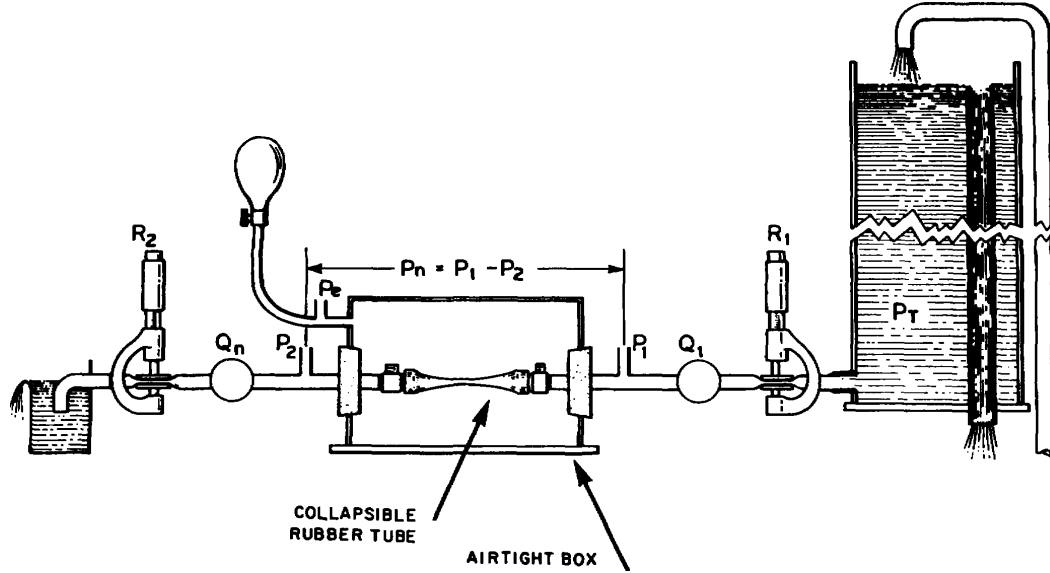 R₂
R₁
Pn = P₁ - P₂
Pe
PT
Qn
P₂
P₁
Q₁
COLLAPSIBLE
RUBBER TUBE
AIRTIGHT BOX